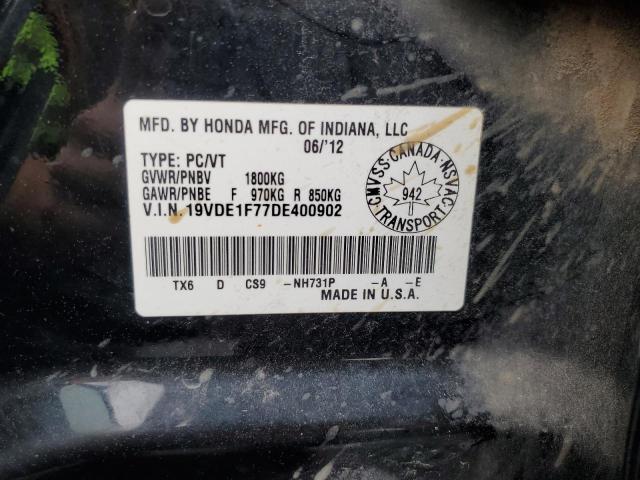 MFD. BY HONDA MFG. OF INDIANA, LLC
06/'12
TYPE: PC/VT
GVWR/PNBV 1800KG
GAWR/PNBE F 970KG R 850KG
V.I.N. 19VDE1F77DE400902
CMVSS·CANADA·NSVAC
942
TRANSPORT
TX6 D CS9 -NH731P -A -E
MADE IN U.S.A.